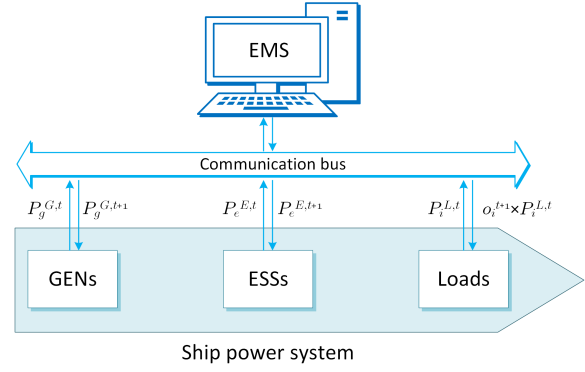 EMS
Communication bus
P_g^{G,t} P_g^{G,t+1} P_e^{E,t} P_e^{E,t+1} P_i^{L,t} o_i^{t+1}×P_i^{L,t}
GENs ESSs Loads
Ship power system